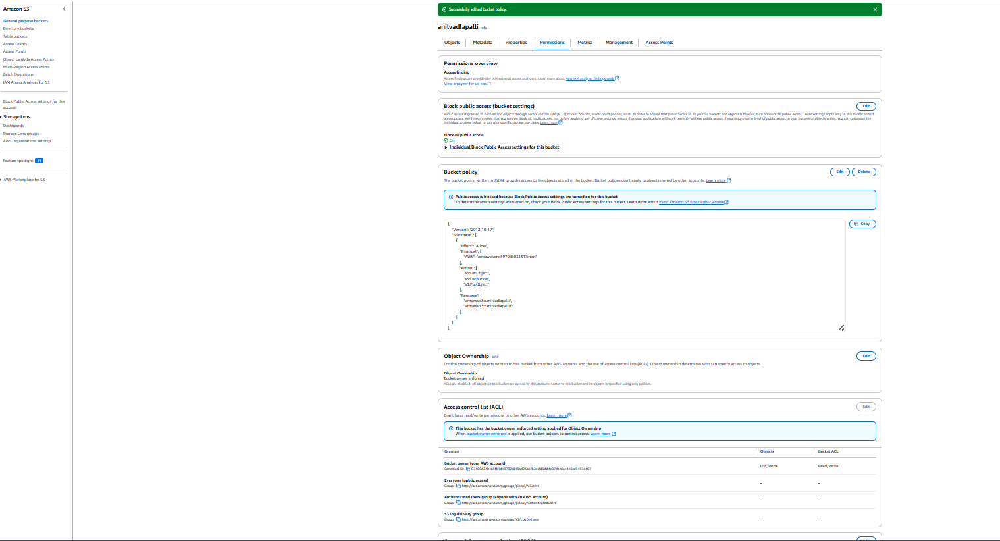 Amazon S3
General purpose buckets
Directory buckets
Table buckets
Access Grants
Access Points
Object Lambda Access Points
Multi-Region Access Points
Batch Operations
IAM Access Analyzer for S3
Block Public Access settings for this
account
Storage Lens
Dashboards
Storage Lens groups
AWS Organizations settings
Feature spotlight 11
AWS Marketplace for S3
Successfully edited bucket policy.
anilvadlapalli Info
Objects Metadata Properties Permissions Metrics Management Access Points
Permissions overview
Access finding
Access findings are provided by IAM external access analyzers. Learn more about How IAM analyzer findings work
View analyzer for us-east-1
Block public access (bucket settings)
Edit
Public access is granted to buckets and objects through access control lists (ACLs), bucket policies, access point policies, or all. In order to ensure that public access to all your S3 buckets and objects is blocked, turn on Block all public access. These settings apply only to this bucket and its
access points. AWS recommends that you turn on Block all public access, but before applying any of these settings, ensure that your applications will work correctly without public access. If you require some level of public access to your buckets or objects within, you can customize the
individual settings below to suit your specific storage use cases. Learn more
Block all public access
On
Individual Block Public Access settings for this bucket
Bucket policy
Edit Delete
The bucket policy, written in JSON, provides access to the objects stored in the bucket. Bucket policies don't apply to objects owned by other accounts. Learn more
Public access is blocked because Block Public Access settings are turned on for this bucket
To determine which settings are turned on, check your Block Public Access settings for this bucket. Learn more about using Amazon S3 Block Public Access
Copy
{
"Version": "2012-10-17",
"Statement": [
{
"Effect": "Allow",
"Principal": {
"AWS": "arn:aws:iam::597088033317:root"
},
"Action": [
"s3:GetObject",
"s3:ListBucket",
"s3:PutObject"
],
"Resource": [
"arn:aws:s3:::anilvadlapalli",
"arn:aws:s3:::anilvadlapalli/*"
]
}
]
}
Object Ownership Info
Edit
Control ownership of objects written to this bucket from other AWS accounts and the use of access control lists (ACLs). Object ownership determines who can specify access to objects.
Object Ownership
Bucket owner enforced
ACLs are disabled. All objects in this bucket are owned by this account. Access to this bucket and its objects is specified using only policies.
Access control list (ACL)
Edit
Grant basic read/write permissions to other AWS accounts. Learn more
This bucket has the bucket owner enforced setting applied for Object Ownership
When bucket owner enforced is applied, use bucket policies to control access. Learn more
Grantee Objects Bucket ACL
Bucket owner (your AWS account)
Canonical ID:
List, Write Read, Write
Everyone (public access)
Group: http://acs.amazonaws.com/groups/global/AllUsers
- -
Authenticated users group (anyone with an AWS account)
Group: http://acs.amazonaws.com/groups/global/AuthenticatedUsers
- -
S3 log delivery group
Group: http://acs.amazonaws.com/groups/s3/LogDelivery
- -